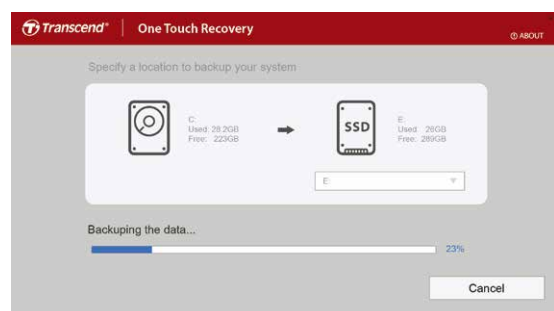 Transcend® One Touch Recovery
ABOUT
Specify a location to backup your system
C:
Used: 28.2GB
Free: 223GB
SSD
E:
Used: 26GB
Free: 289GB
E:
Backuping the data...
23%
Cancel